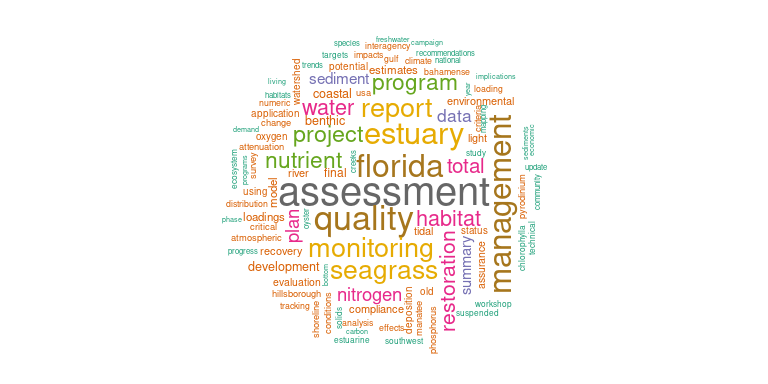 freshwater
species
campaign
interagency
targets
impacts
recommendations
gulf
climate
national
trends
potential
estimates
bahamense
implications
living
watershed
sediment
program
year
loading
habitats
coastal
usa
numeric
water
report
environmental
application
benthic
data
criteria
mapping
change
demand
project
estuary
light
oxygen
attenuation
management
sediments
economic
ecosystem
programs
survey
nutrient
creeks
florida
total
study
river
final
update
using
model
assessment
pyrodinium
community
distribution
phase
loadings
plan
oyster
quality
habitat
critical
tidal
status
atmospheric
progress
recovery
monitoring
restoration
summary
assurance
chlorophylla
technical
development
bottom
seagrass
evaluation
hillsborough
nitrogen
old
workshop
tracking
shoreline
conditions
solids
compliance
deposition
manatee
phosphorus
suspended
analysis
carbon
effects
estuarine
southwest